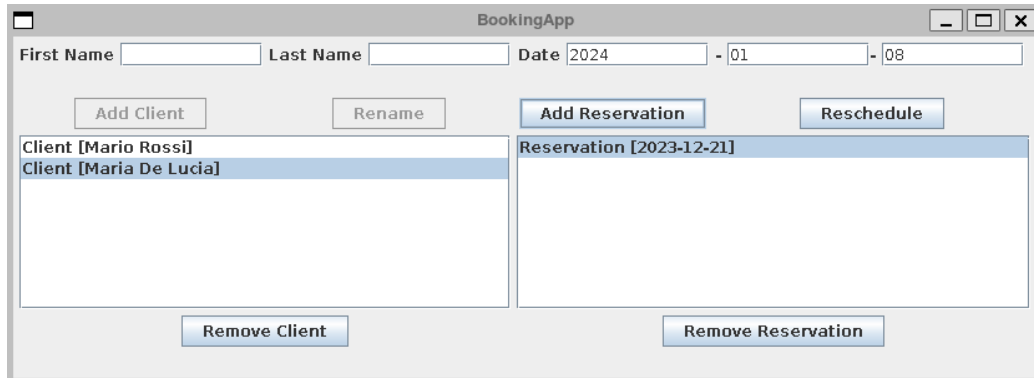 BookingApp
First Name Last Name Date 2024 - 01 - 08
Add Client Rename Add Reservation Reschedule
Client [Mario Rossi] Reservation [2023-12-21]
Client [Maria De Lucia]
Remove Client Remove Reservation